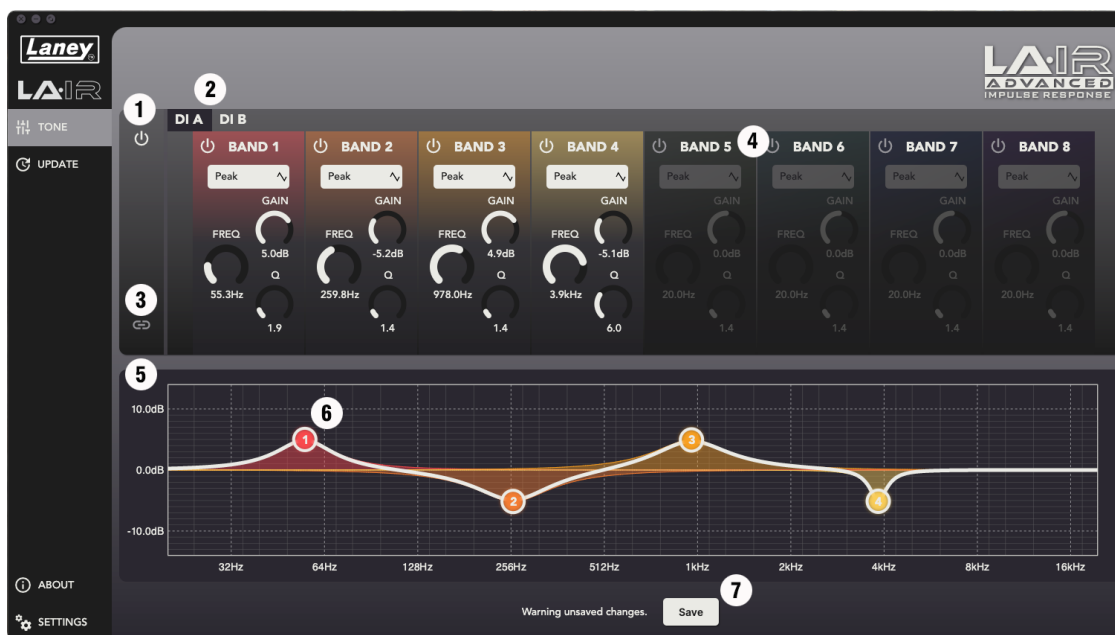 Laney
LA·IR
LA·IR
ADVANCED
IMPULSE RESPONSE
1
2
TONE
UPDATE
DI A DI B
BAND 1 BAND 2 BAND 3 BAND 4 BAND 5 4 BAND 6 BAND 7 BAND 8
Peak Peak Peak Peak Peak Peak Peak Peak
GAIN GAIN GAIN GAIN GAIN GAIN GAIN GAIN
FREQ FREQ FREQ FREQ FREQ FREQ FREQ FREQ
5.0dB -5.2dB 4.9dB -5.1dB 0.0dB 0.0dB 0.0dB 0.0dB
Q Q Q Q Q Q Q Q
55.3Hz 259.8Hz 978.0Hz 3.9kHz 20.0Hz 20.0Hz 20.0Hz 20.0Hz
3
1.9 1.4 1.4 6.0 1.4 1.4 1.4 1.4
5
10.0dB
6
1
3
0.0dB
2
4
-10.0dB
32Hz 64Hz 128Hz 256Hz 512Hz 1kHz 2kHz 4kHz 8kHz 16kHz
ABOUT
7
Warning unsaved changes. Save
SETTINGS